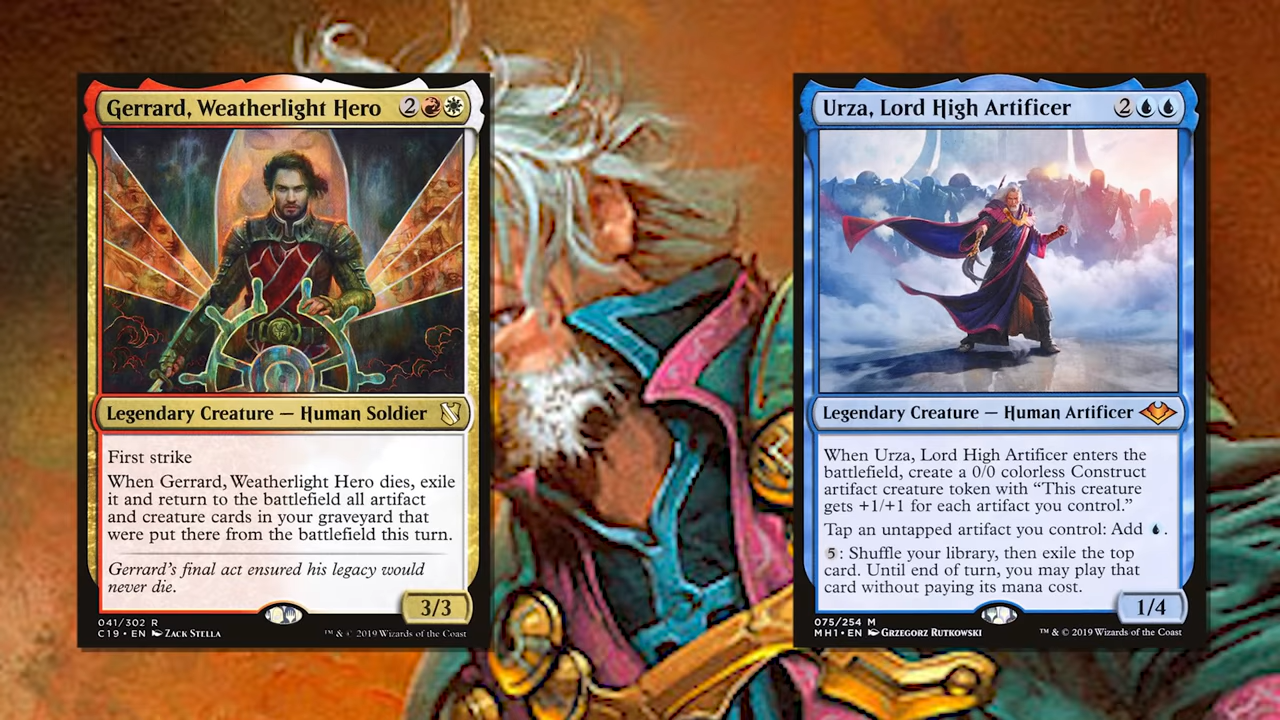 Gerrard, Weatherlight Hero 2
Legendary Creature — Human Soldier
First strike
When Gerrard, Weatherlight Hero dies, exile
it and return to the battlefield all artifact
and creature cards in your graveyard that
were put there from the battlefield this turn.
Gerrard's final act ensured his legacy would
never die.
3/3
041/302 R
C19 • EN Zack Stella
™ & © 2019 Wizards of the Coast
Urza, Lord High Artificer 2
Legendary Creature — Human Artificer
When Urza, Lord High Artificer enters the
battlefield, create a 0/0 colorless Construct
artifact creature token with “This creature
gets +1/+1 for each artifact you control.”
Tap an untapped artifact you control: Add .
5: Shuffle your library, then exile the top
card. Until end of turn, you may play that
card without paying its mana cost.
1/4
075/254 M
MH1 • EN Grzegorz Rutkowski
™ & © 2019 Wizards of the Coast